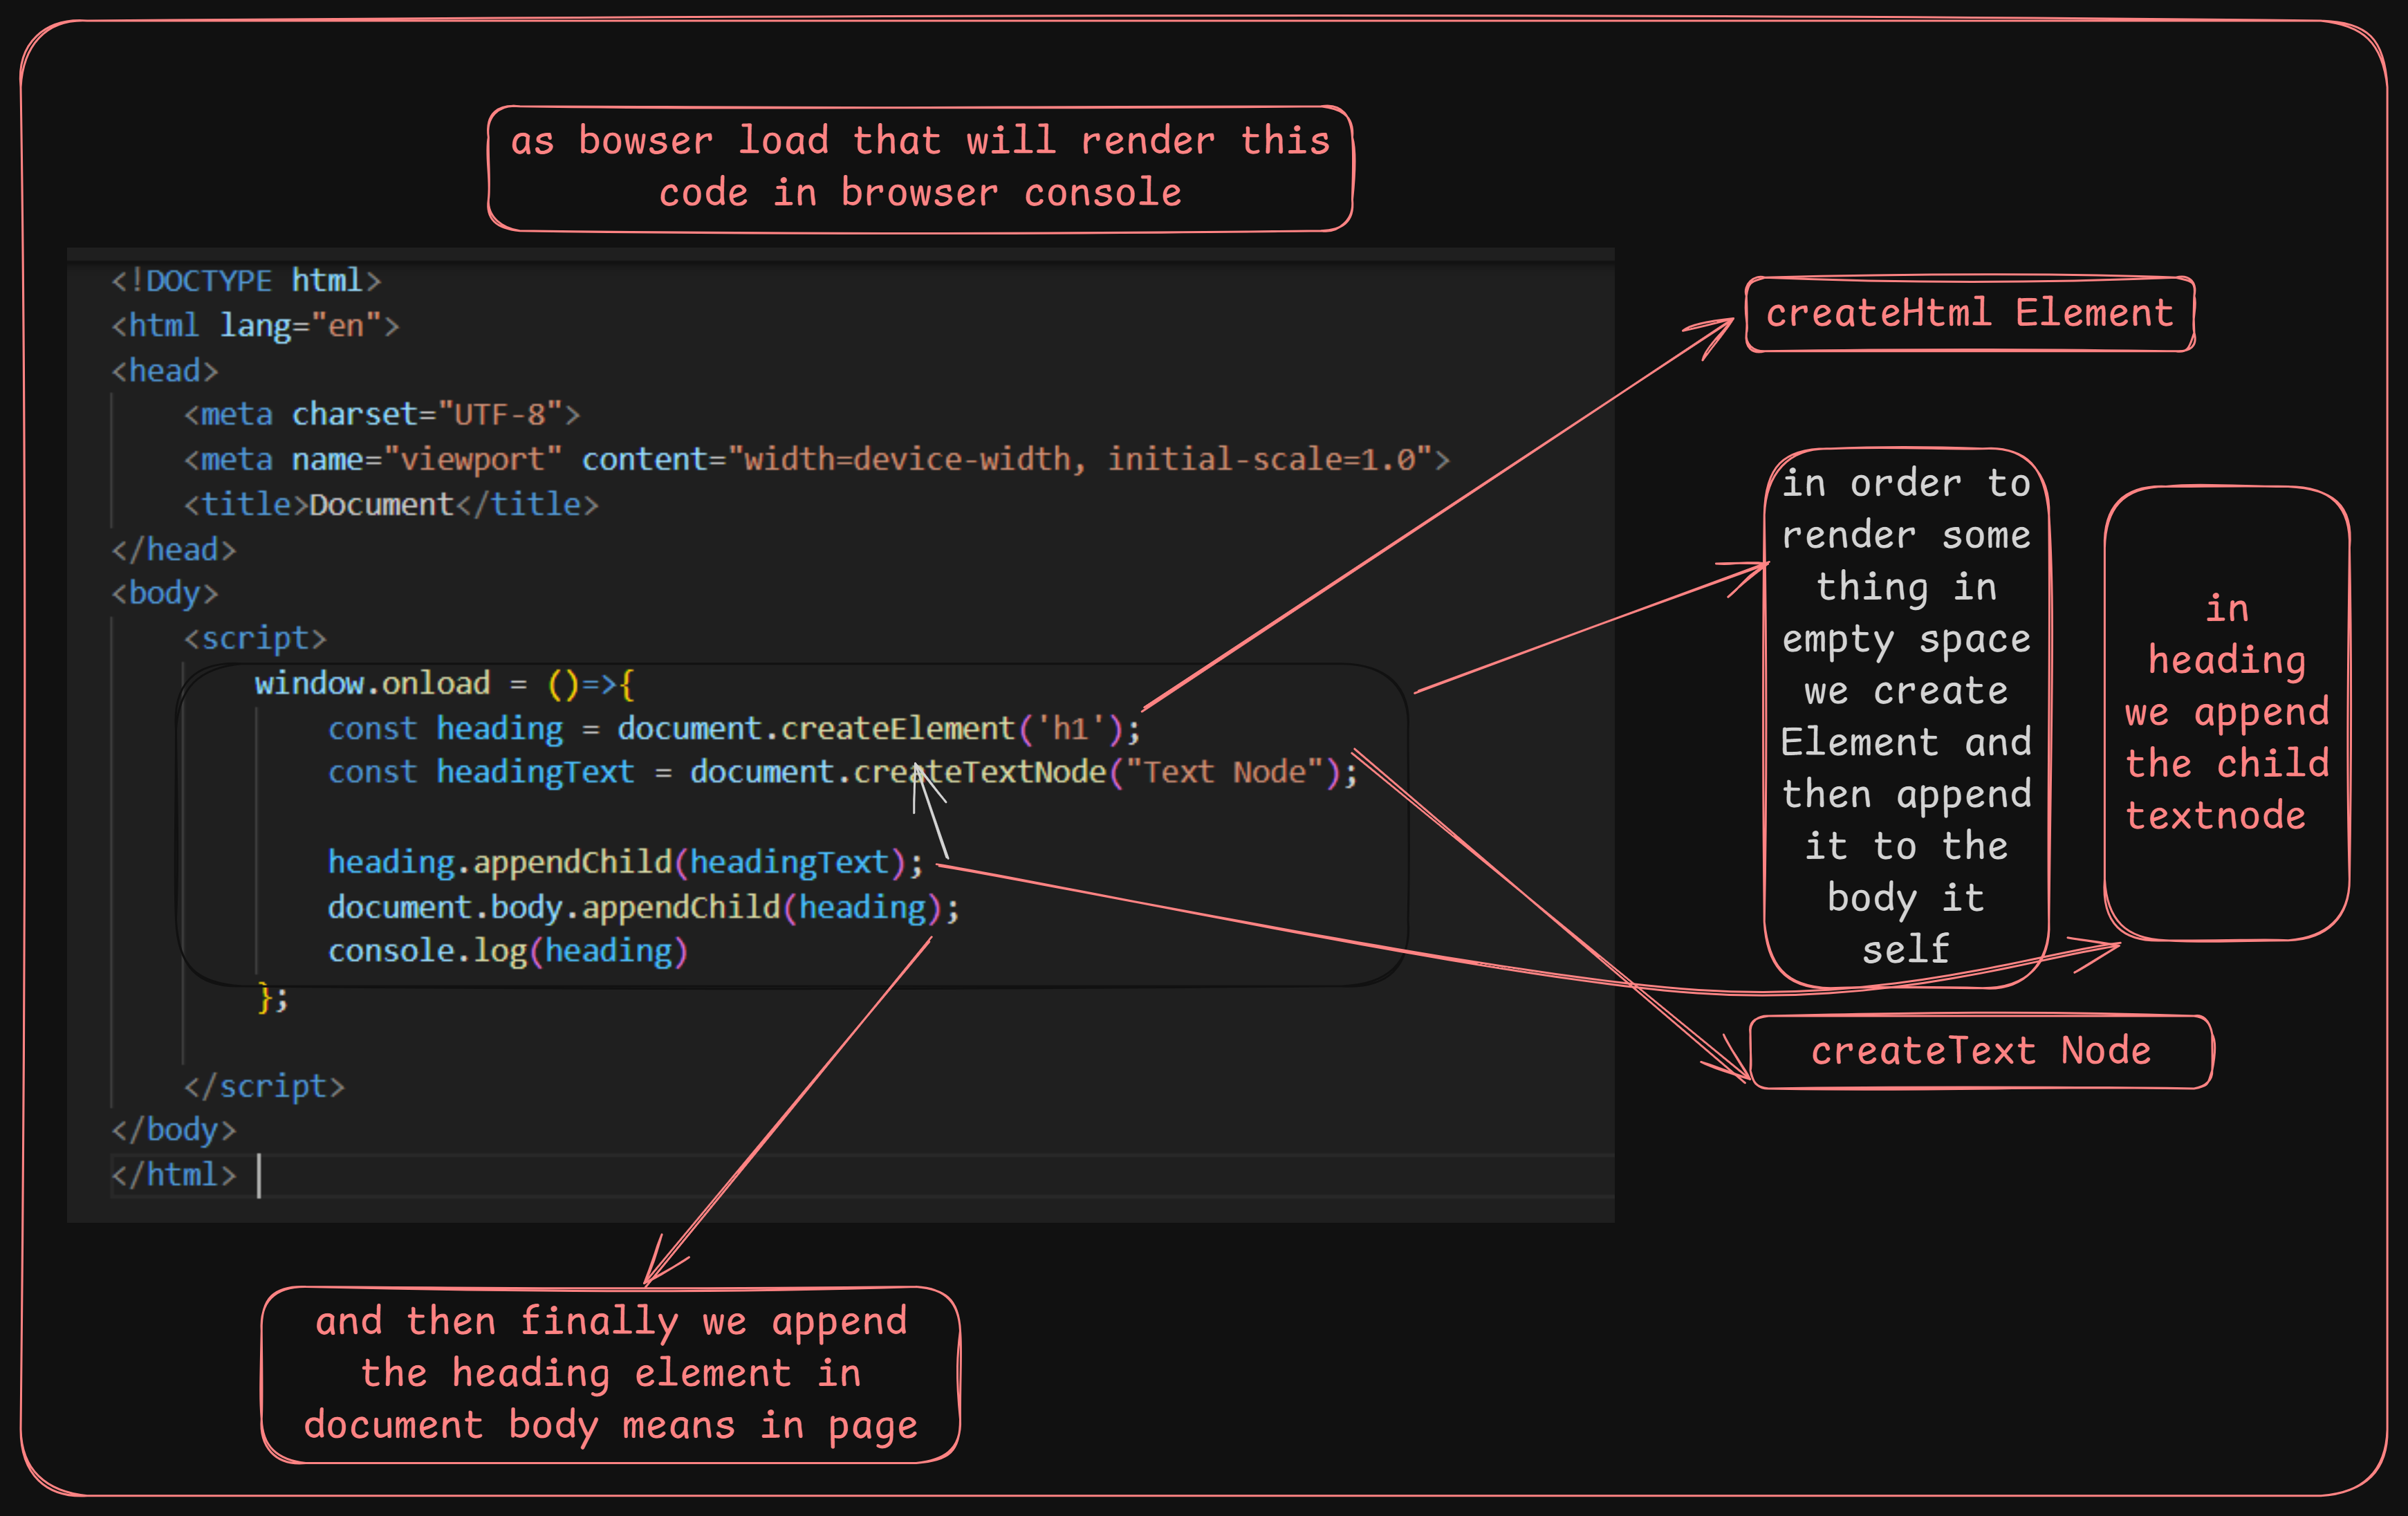 as bowser load that will render this
code in browser console
<!DOCTYPE html>
<html lang="en">
<head>
    <meta charset="UTF-8">
    <meta name="viewport" content="width=device-width, initial-scale=1.0">
    <title>Document</title>
</head>
<body>
    <script>
        window.onload = ()=>{
            const heading = document.createElement('h1');
            const headingText = document.createTextNode("Text Node");
            heading.appendChild(headingText);
            document.body.appendChild(heading);
            console.log(heading)
        };
    </script>
</body>
</html>
createHtml Element
in order to
render some
thing in
empty space
we create
Element and
then append
it to the
body it
self
in
heading
we append
the child
textnode
createText Node
and then finally we append
the heading element in
document body means in page